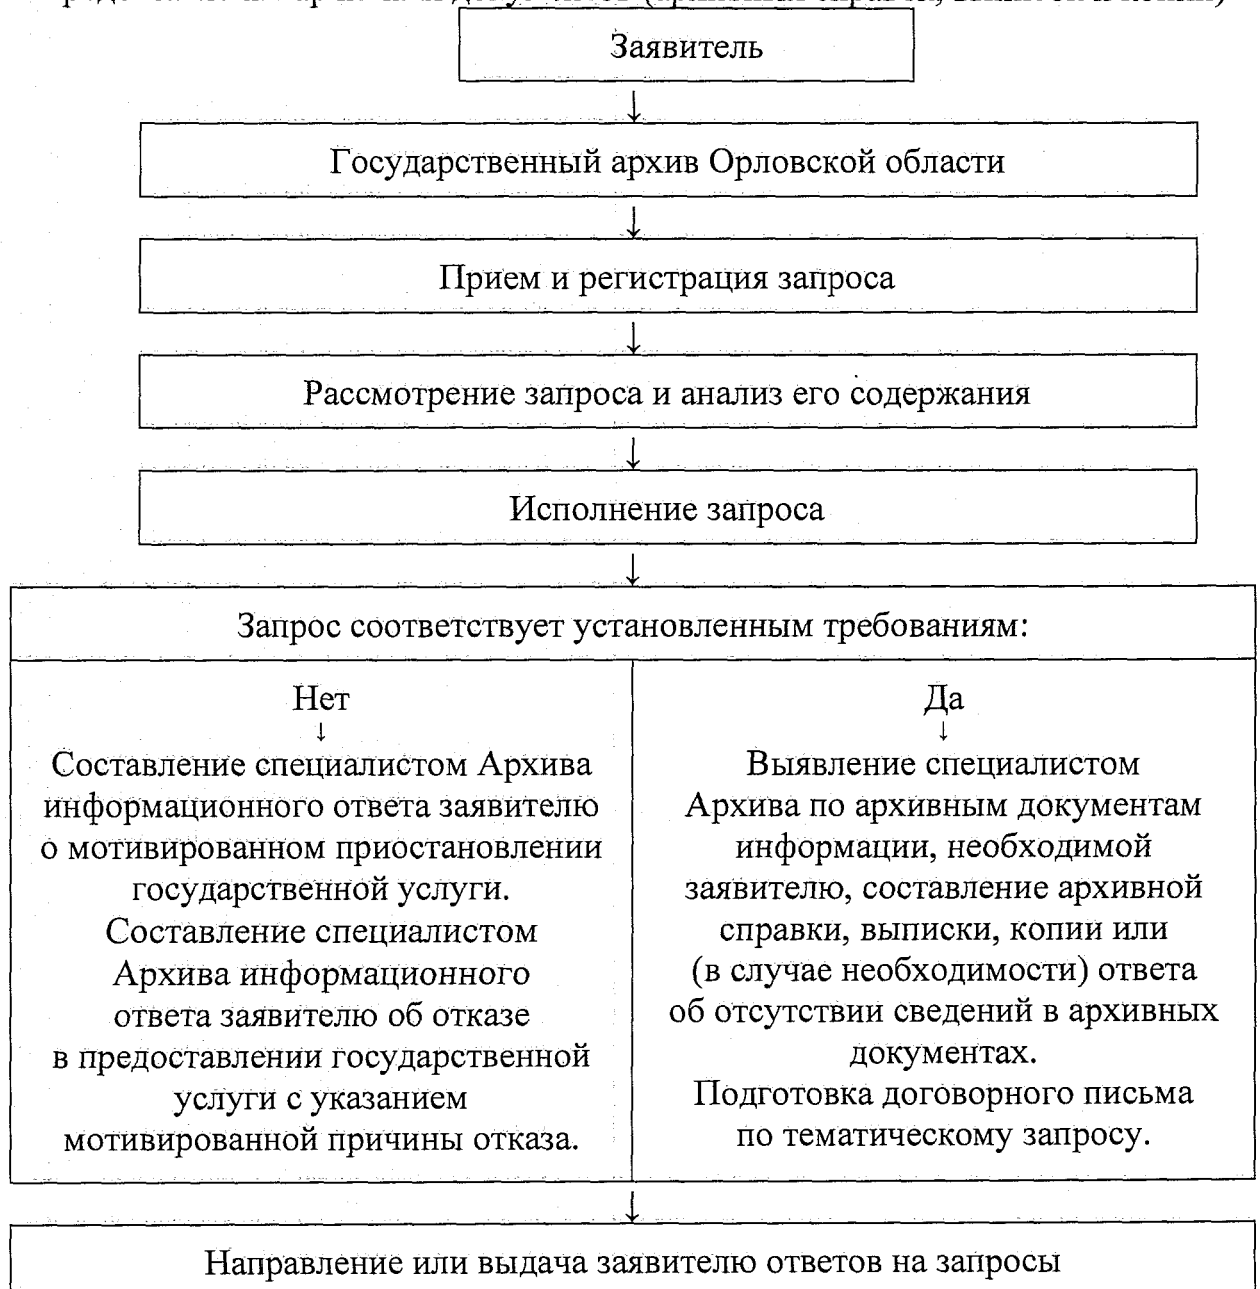 Заявитель
↓
Государственный архив Орловской области
↓
Прием и регистрация запроса
↓
Рассмотрение запроса и анализ его содержания
↓
Исполнение запроса
↓
Запрос соответствует установленным требованиям:
Нет
↓
Составление специалистом Архива
информационного ответа заявителю
о мотивированном приостановлении
государственной услуги.
Составление специалистом
Архива информационного
ответа заявителю об отказе
в предоставлении государственной
услуги с указанием
мотивированной причины отказа.
Да
↓
Выявление специалистом
Архива по архивным документам
информации, необходимой
заявителю, составление архивной
справки, выписки, копии или
(в случае необходимости) ответа
об отсутствии сведений в архивных
документах.
Подготовка договорного письма
по тематическому запросу.
↓
Направление или выдача заявителю ответов на запросы